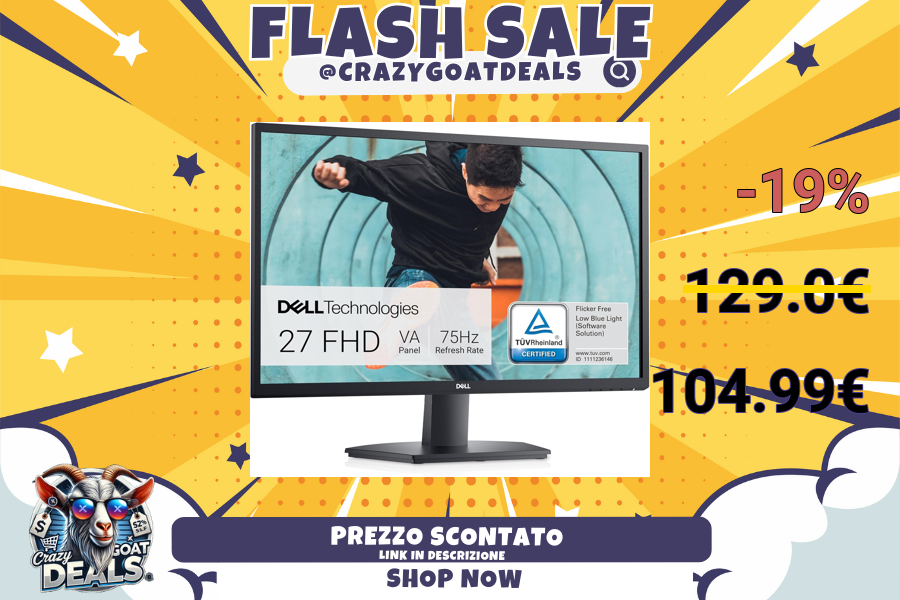 FLASH SALE
@CRAZYGOATDEALS
-19%
129.0€
104.99€
DELL Technologies
27 FHD
VA
Panel
75Hz
Refresh Rate
TÜVRheinland
®
CERTIFIED
Flicker Free
Low Blue Light
(Software
Solution)
www.tuv.com
ID 1111236146
DELL
$
Crazy
GOAT
DEALS
PREZZO SCONTATO
LINK IN DESCRIZIONE
SHOP NOW